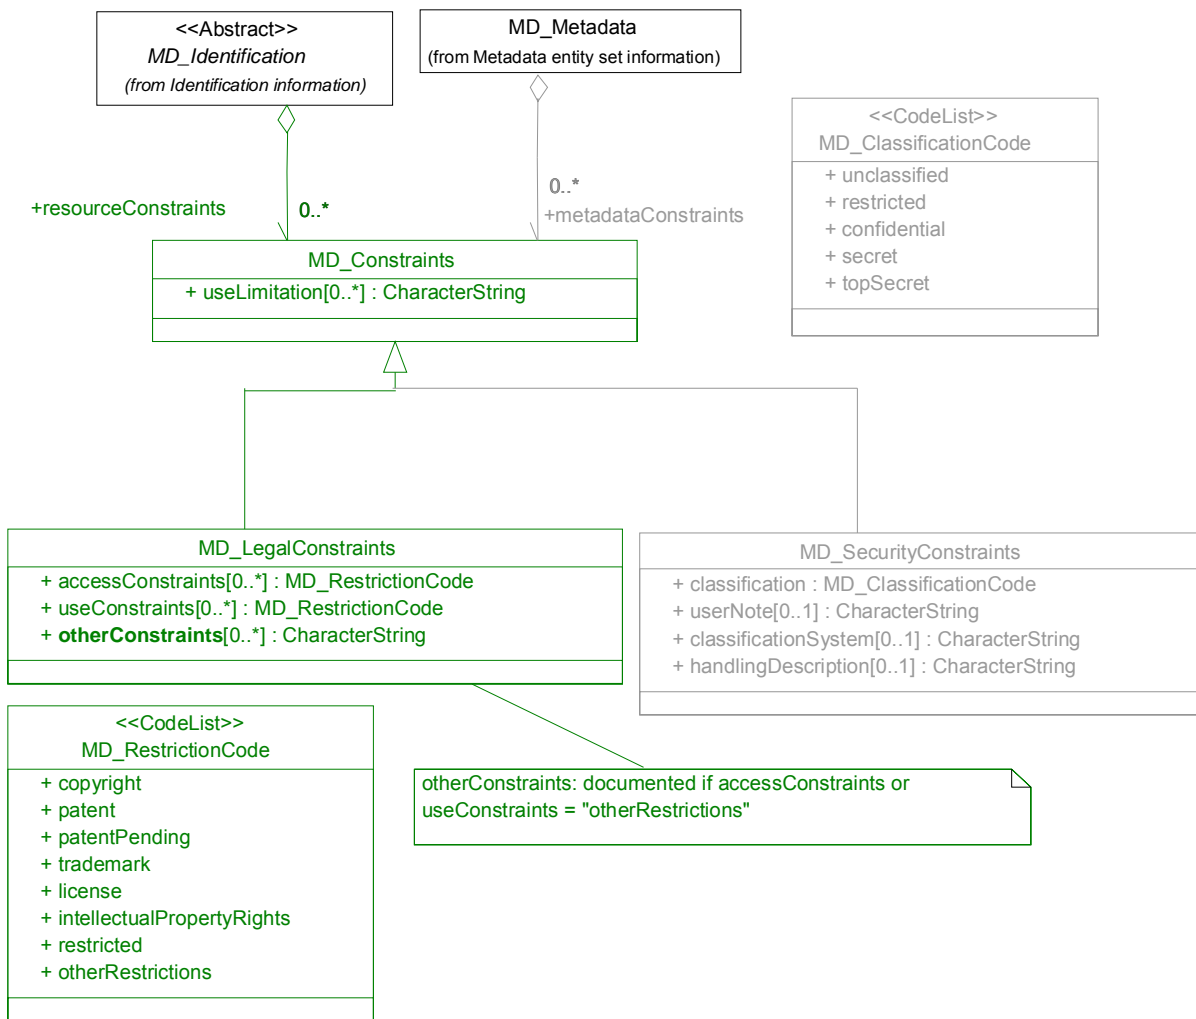 <<Abstract>>
MD_Identification
(from Identification information)
MD_Metadata
(from Metadata entity set information)
<<CodeList>>
MD_ClassificationCode
+ unclassified
+ restricted
+ confidential
+ secret
+ topSecret
+resourceConstraints
0..*
0..*
+metadataConstraints
MD_Constraints
+ useLimitation[0..*] : CharacterString
MD_LegalConstraints
+ accessConstraints[0..*] : MD_RestrictionCode
+ useConstraints[0..*] : MD_RestrictionCode
+ otherConstraints[0..*] : CharacterString
MD_SecurityConstraints
+ classification : MD_ClassificationCode
+ userNote[0..1] : CharacterString
+ classificationSystem[0..1] : CharacterString
+ handlingDescription[0..1] : CharacterString
<<CodeList>>
MD_RestrictionCode
+ copyright
+ patent
+ patentPending
+ trademark
+ license
+ intellectualPropertyRights
+ restricted
+ otherRestrictions
otherConstraints: documented if accessConstraints or
useConstraints = "otherRestrictions"